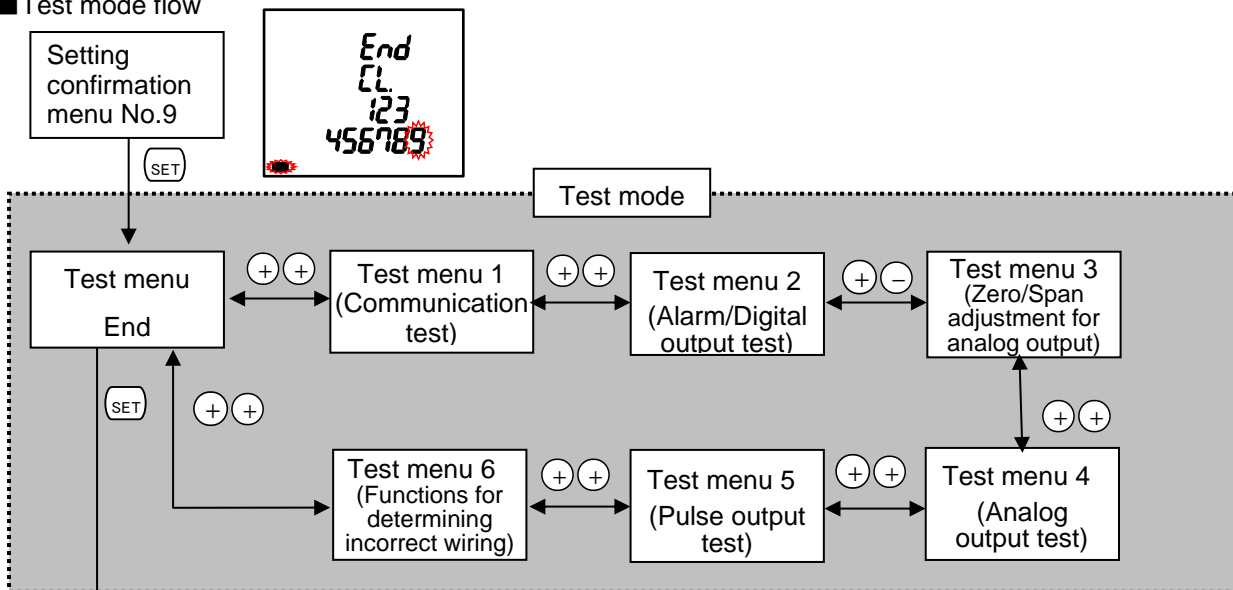 ■Test mode flow
Setting
confirmation
menu No.9
End
CL.
123
456789
SET
Test mode
Test menu
End
+ +
Test menu 1
(Communication
test)
+ +
Test menu 2
(Alarm/Digital
output test)
+ −
Test menu 3
(Zero/Span
adjustment for
analog output)
SET
+ +
+ +
Test menu 6
(Functions for
determining
incorrect wiring)
+ +
Test menu 5
(Pulse output
test)
+ +
Test menu 4
(Analog
output test)